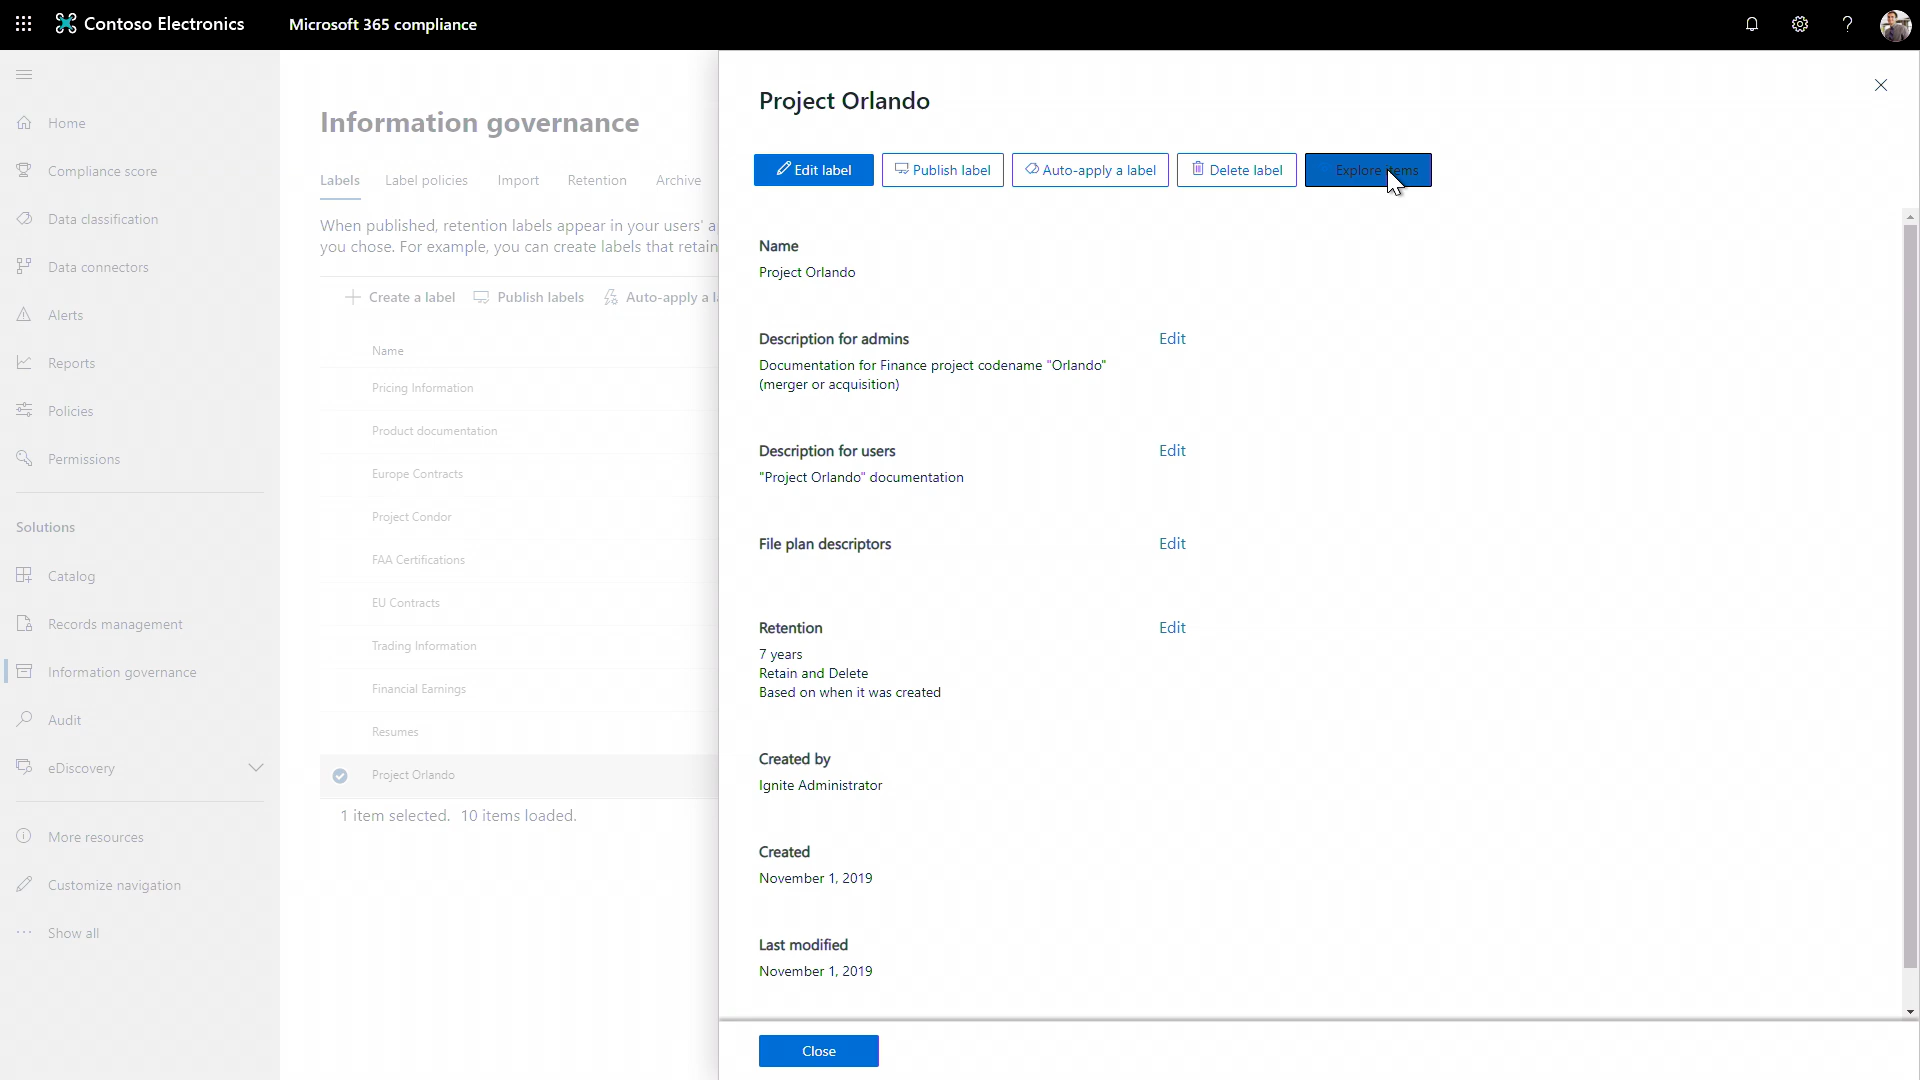 Contoso Electronics
Microsoft 365 compliance
Home
Compliance score
Data classification
Data connectors
Alerts
Reports
Policies
Permissions
Solutions
Catalog
Records management
Information governance
Audit
eDiscovery
More resources
Customize navigation
Show all
Information governance
Labels Label policies Import Retention Archive
When published, retention labels appear in your users' a
you chose. For example, you can create labels that retain
Create a label Publish labels Auto-apply a la
Name
Pricing Information
Product documentation
Europe Contracts
Project Condor
FAA Certifications
EU Contracts
Trading Information
Financial Earnings
Resumes
Project Orlando
1 item selected. 10 items loaded.
Project Orlando
Edit label Publish label Auto-apply a label Delete label Explore items
Name
Project Orlando
Description for admins Edit
Documentation for Finance project codename "Orlando"
(merger or acquisition)
Description for users Edit
"Project Orlando" documentation
File plan descriptors Edit
Retention Edit
7 years
Retain and Delete
Based on when it was created
Created by
Ignite Administrator
Created
November 1, 2019
Last modified
November 1, 2019
Close